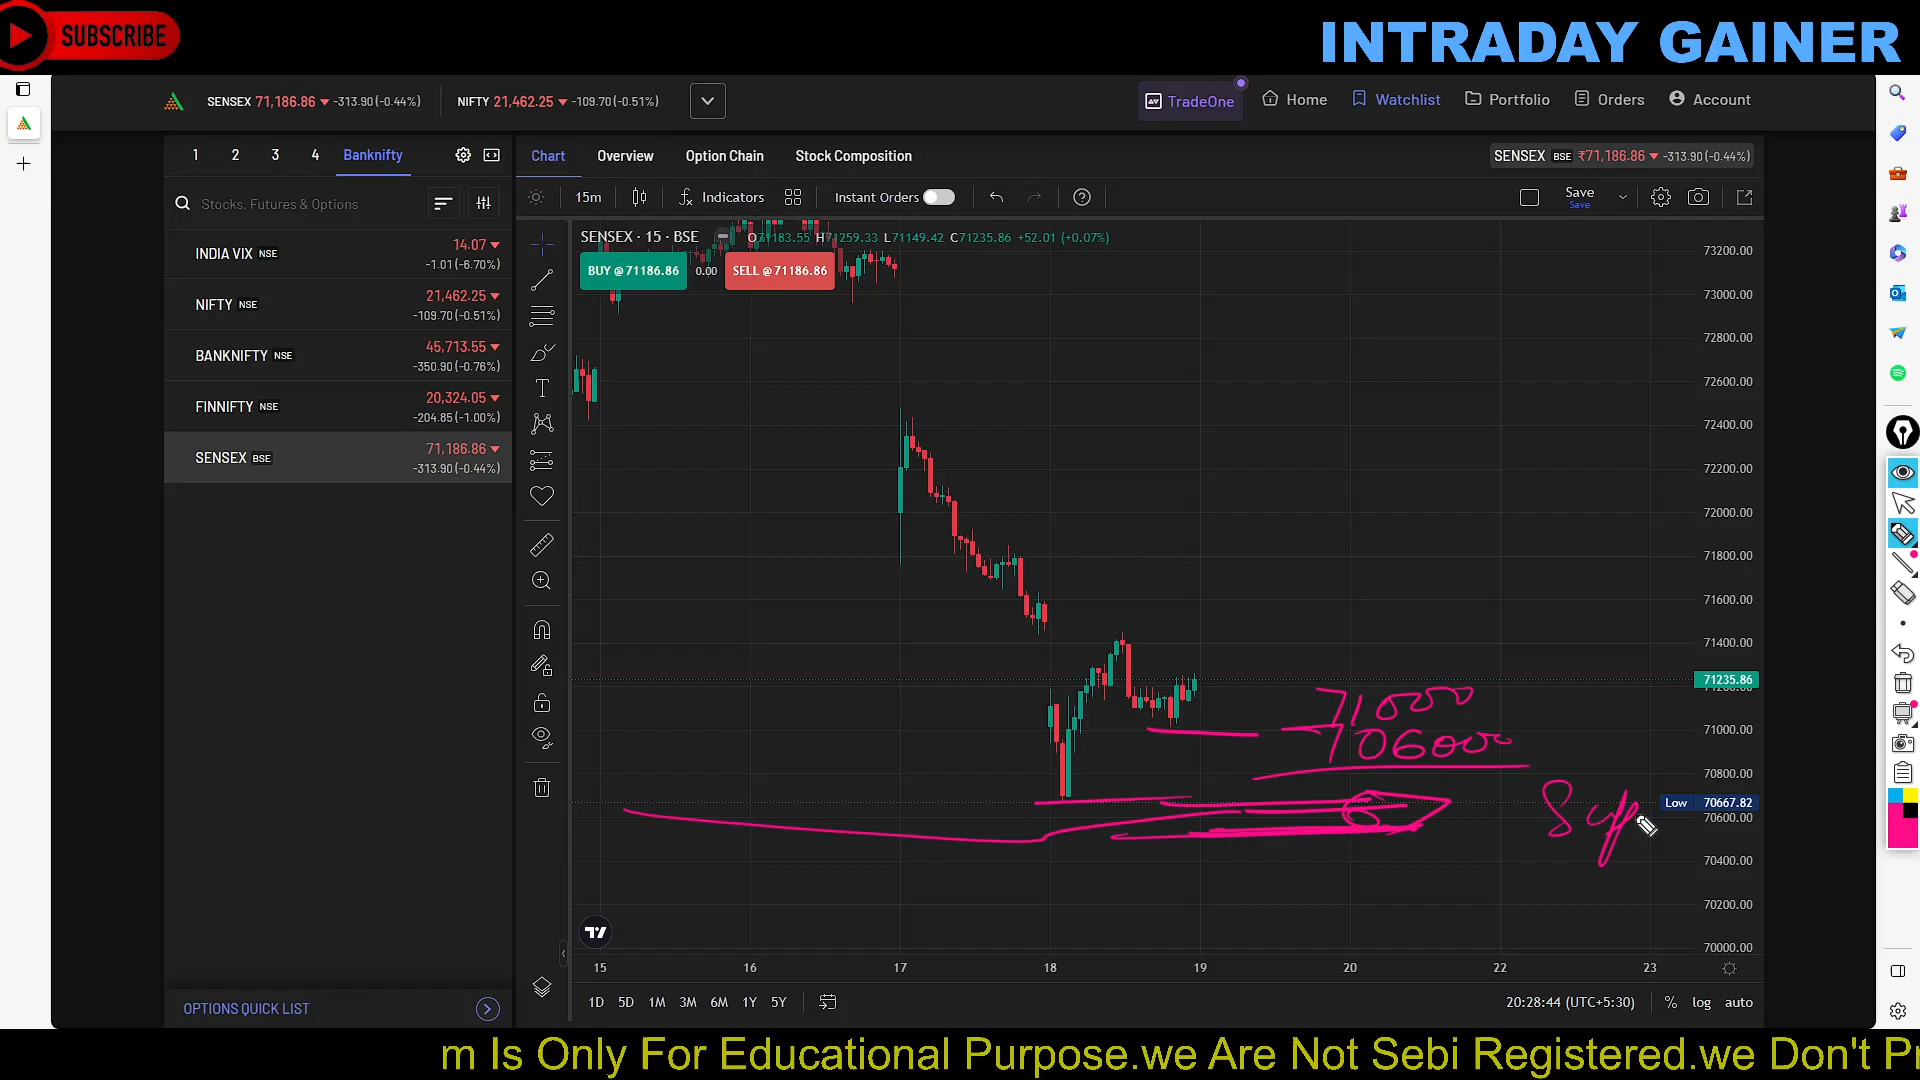 SUBSCRIBE
INTRADAY GAINER
SENSEX 71,186.86 -313.90 (-0.44%) NIFTY 21,462.25 -109.70 (-0.51%)
TradeOne Home Watchlist Portfolio Orders Account
1 2 3 4 Banknifty
Chart Overview Option Chain Stock Composition
SENSEX BSE ₹71,186.86 -313.90 (-0.44%)
Stocks, Futures & Options
15m Indicators Instant Orders Save
Save
INDIA VIX NSE 14.07
-1.01 (-6.70%)
NIFTY NSE 21,462.25
-109.70 (-0.51%)
BANKNIFTY NSE 45,713.55
-350.90 (-0.76%)
FINNIFTY NSE 20,324.05
-204.85 (-1.00%)
SENSEX BSE 71,186.86
-313.90 (-0.44%)
OPTIONS QUICK LIST
SENSEX · 15 · BSE O71183.55 H71259.33 L71149.42 C71235.86 +52.01 (+0.07%)
BUY @ 71186.86 0.00 SELL @ 71186.86
73200.00
73000.00
72800.00
72600.00
72400.00
72200.00
72000.00
71800.00
71600.00
71400.00
71235.86
71000.00
70800.00
Low 70667.82
70600.00
70400.00
70200.00
70000.00
71000
706000
Supp
15 16 17 18 19 20 22 23
1D 5D 1M 3M 6M 1Y 5Y
20:28:44 (UTC+5:30) % log auto
m Is Only For Educational Purpose.we Are Not Sebi Registered.we Don't Pr